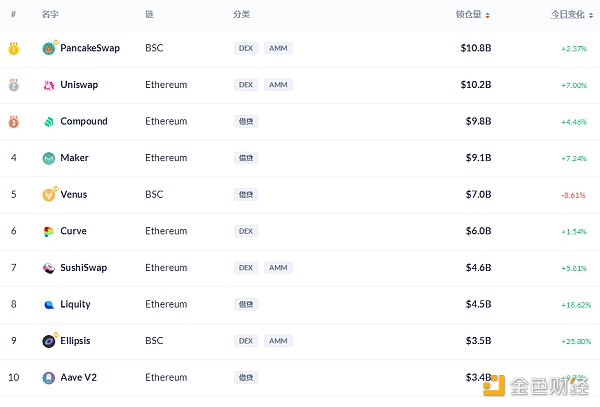 # 名字 链 分类 锁仓量 今日变化
1 PancakeSwap BSC DEX AMM $10.8B +2.37%
2 Uniswap Ethereum DEX AMM $10.2B +7.00%
3 Compound Ethereum 借贷 $9.8B +4.46%
4 Maker Ethereum 借贷 $9.1B +7.24%
5 Venus BSC 借贷 $7.0B -8.61%
6 Curve Ethereum DEX $6.0B +1.54%
7 SushiSwap Ethereum DEX AMM $4.6B +5.81%
8 Liquity Ethereum 借贷 $4.5B +18.62%
9 Ellipsis BSC DEX AMM $3.5B +25.80%
10 Aave V2 Ethereum 借贷 $3.4B
金色财经